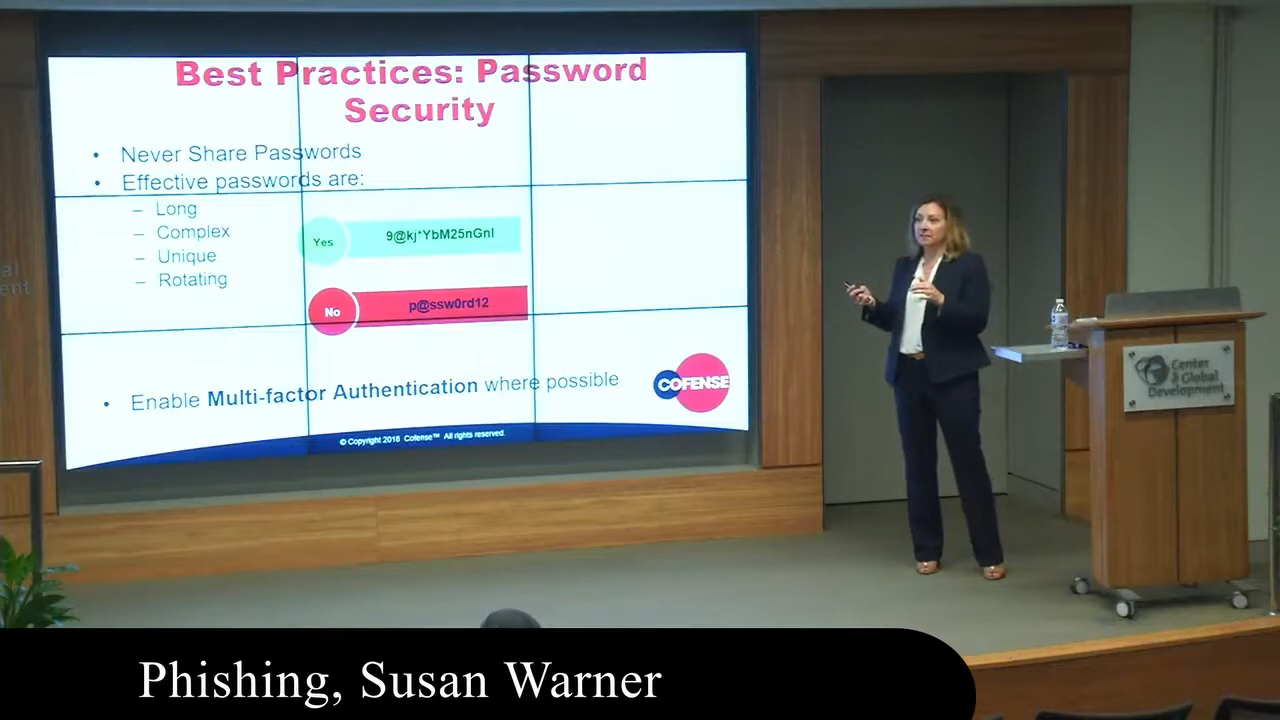 Best Practices: Password
Security
• Never Share Passwords
• Effective passwords are:
– Long
– Complex
– Unique
– Rotating
Yes
9@kj*YbM25nGnl
No
p@ssw0rd12
• Enable Multi-factor Authentication where possible
COFENSE
© Copyright 2018 Cofense™ All rights reserved.
al
ent
Center
Global
Development
Phishing, Susan Warner